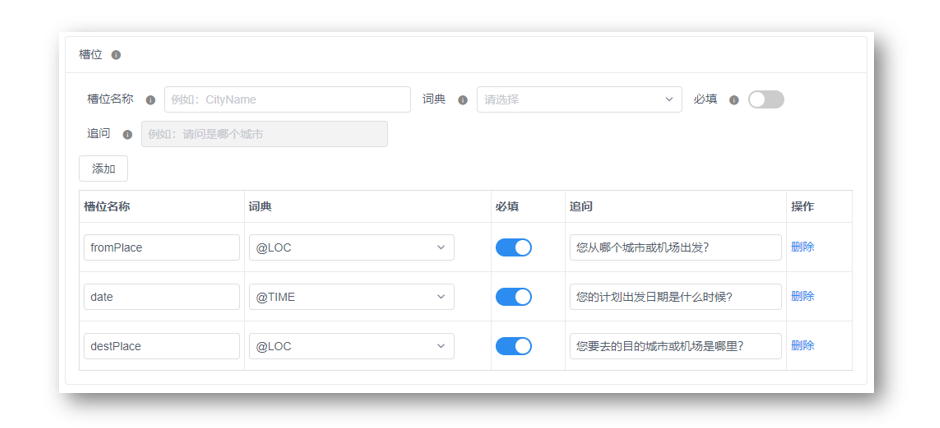 槽位
槽位名称 例如：CityName 词典 请选择 必填
追问 例如：请问是哪个城市
添加
槽位名称 词典 必填 追问 操作
fromPlace @LOC 您从哪个城市或机场出发？ 删除
date @TIME 您的计划出发日期是什么时候？ 删除
destPlace @LOC 您要去的目的城市或机场是哪里？ 删除